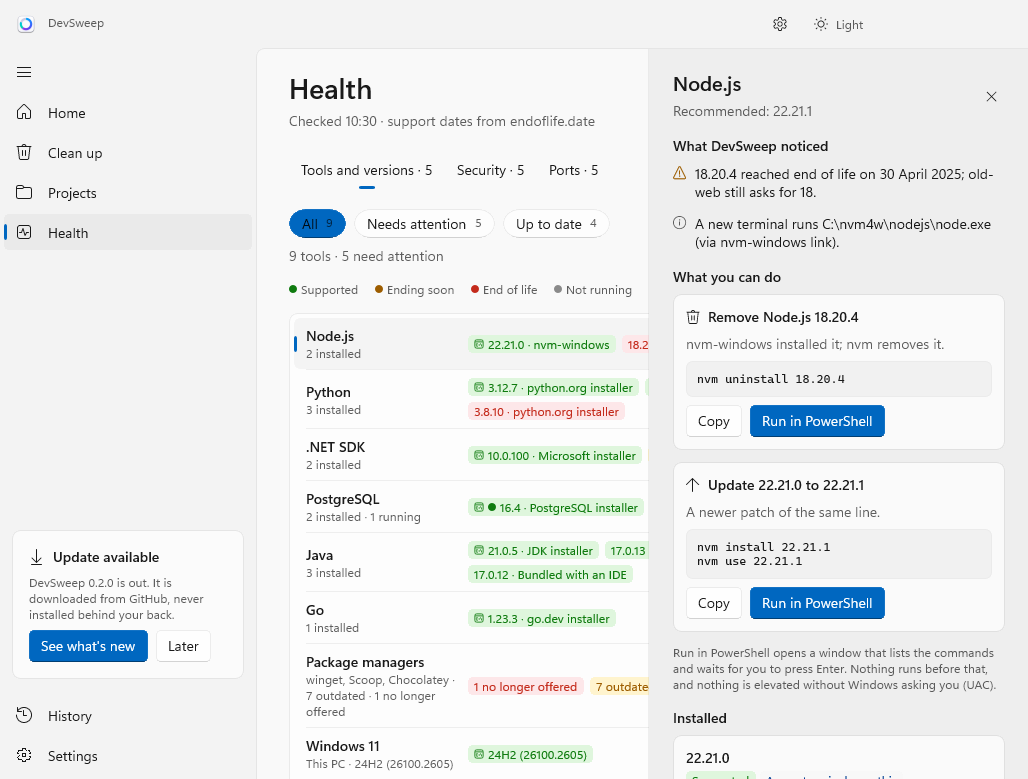 DevSweep
Light
Home
Clean up
Projects
Health
Update available
DevSweep 0.2.0 is out. It is
downloaded from GitHub, never
installed behind your back.
See what's new
Later
History
Settings
Health
Checked 10:30 · support dates from endoflife.date
Tools and versions · 5
Security · 5
Ports · 5
All 9
Needs attention 5
Up to date 4
9 tools · 5 need attention
Supported
Ending soon
End of life
Not running
Node.js
2 installed
22.21.0 · nvm-windows
18.2
Python
3 installed
3.12.7 · python.org installer
3.8.10 · python.org installer
.NET SDK
2 installed
10.0.100 · Microsoft installer
PostgreSQL
2 installed · 1 running
16.4 · PostgreSQL installer
Java
3 installed
21.0.5 · JDK installer
17.0.13
17.0.12 · Bundled with an IDE
Go
1 installed
1.23.3 · go.dev installer
Package managers
winget, Scoop, Chocolatey ·
7 outdated · 1 no longer
offered
1 no longer offered
7 outdate
Windows 11
This PC · 24H2 (26100.2605)
24H2 (26100.2605)
Node.js
Recommended: 22.21.1
What DevSweep noticed
18.20.4 reached end of life on 30 April 2025; old-
web still asks for 18.
A new terminal runs C:\nvm4w\nodejs\node.exe
(via nvm-windows link).
What you can do
Remove Node.js 18.20.4
nvm-windows installed it; nvm removes it.
nvm uninstall 18.20.4
Copy
Run in PowerShell
Update 22.21.0 to 22.21.1
A newer patch of the same line.
nvm install 22.21.1
nvm use 22.21.1
Copy
Run in PowerShell
Run in PowerShell opens a window that lists the commands
and waits for you to press Enter. Nothing runs before that,
and nothing is elevated without Windows asking you (UAC).
Installed
22.21.0